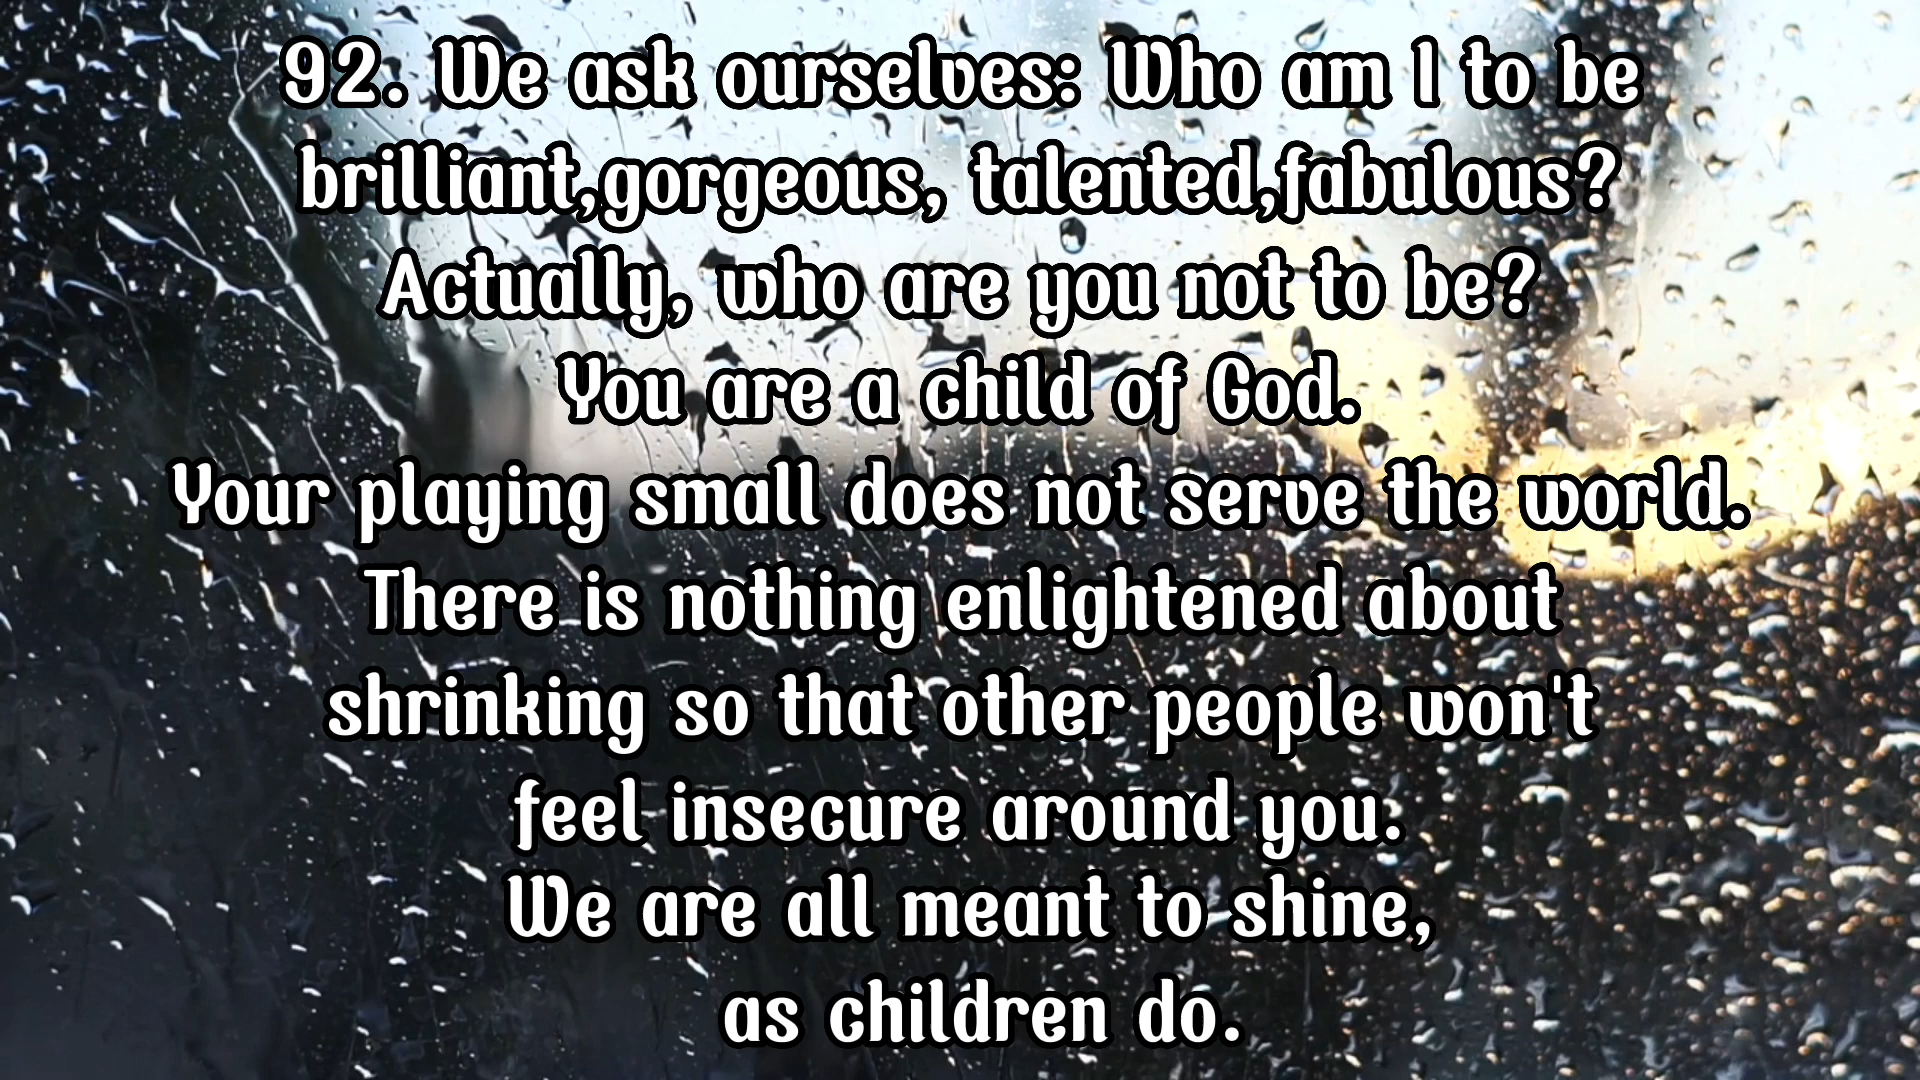 92. We ask ourselves: Who am I to be
brilliant,gorgeous, talented,fabulous?
Actually, who are you not to be?
You are a child of God.
Your playing small does not serve the world.
There is nothing enlightened about
shrinking so that other people won't
feel insecure around you.
We are all meant to shine,
as children do.